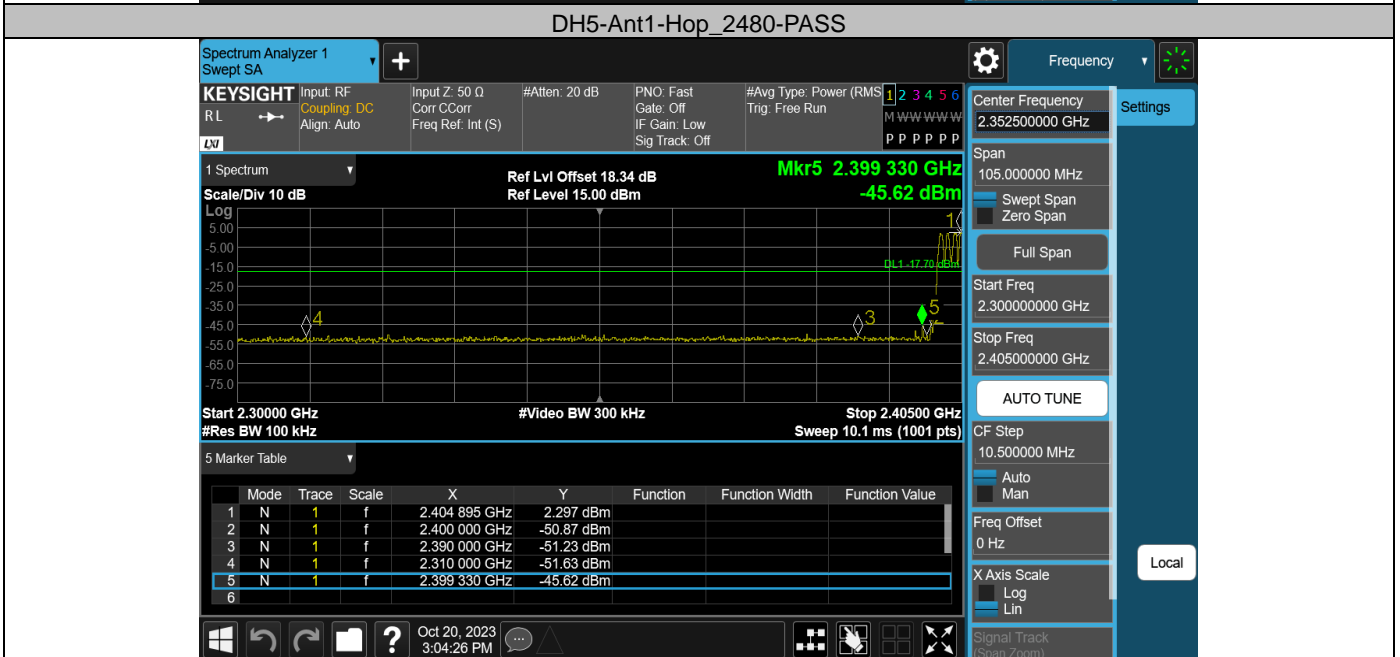 DH5-Ant1-Hop_2480-PASS
Spectrum Analyzer 1
Swept SA
Frequency
KEYSIGHT
RL
LXI
Input: RF
Coupling: DC
Align: Auto
Input Z: 50 Ω
Corr CCorr
Freq Ref: Int (S)
#Atten: 20 dB
PNO: Fast
Gate: Off
IF Gain: Low
Sig Track: Off
#Avg Type: Power (RMS
Trig: Free Run
1 2 3 4 5 6
M W W W W W
P P P P P P
1 Spectrum
Scale/Div 10 dB
Ref Lvl Offset 18.34 dB
Ref Level 15.00 dBm
Mkr5 2.399 330 GHz
-45.62 dBm
Log
5.00
-5.00
-15.0
-25.0
-35.0
-45.0
-55.0
-65.0
-75.0
1
DL1 -17.70 dBm
5
4
3
Start 2.30000 GHz
#Video BW 300 kHz
Stop 2.40500 GHz
#Res BW 100 kHz
Sweep 10.1 ms (1001 pts)
5 Marker Table
Mode Trace Scale X Y Function Function Width Function Value
1 N 1 f 2.404 895 GHz 2.297 dBm
2 N 1 f 2.400 000 GHz -50.87 dBm
3 N 1 f 2.390 000 GHz -51.23 dBm
4 N 1 f 2.310 000 GHz -51.63 dBm
5 N 1 f 2.399 330 GHz -45.62 dBm
6
?
Oct 20, 2023
3:04:26 PM
Center Frequency
2.352500000 GHz
Settings
Span
105.000000 MHz
Swept Span
Zero Span
Full Span
Start Freq
2.300000000 GHz
Stop Freq
2.405000000 GHz
AUTO TUNE
CF Step
10.500000 MHz
Auto
Man
Freq Offset
0 Hz
X Axis Scale
Log
Lin
Local
Signal Track
(Span Zoom)